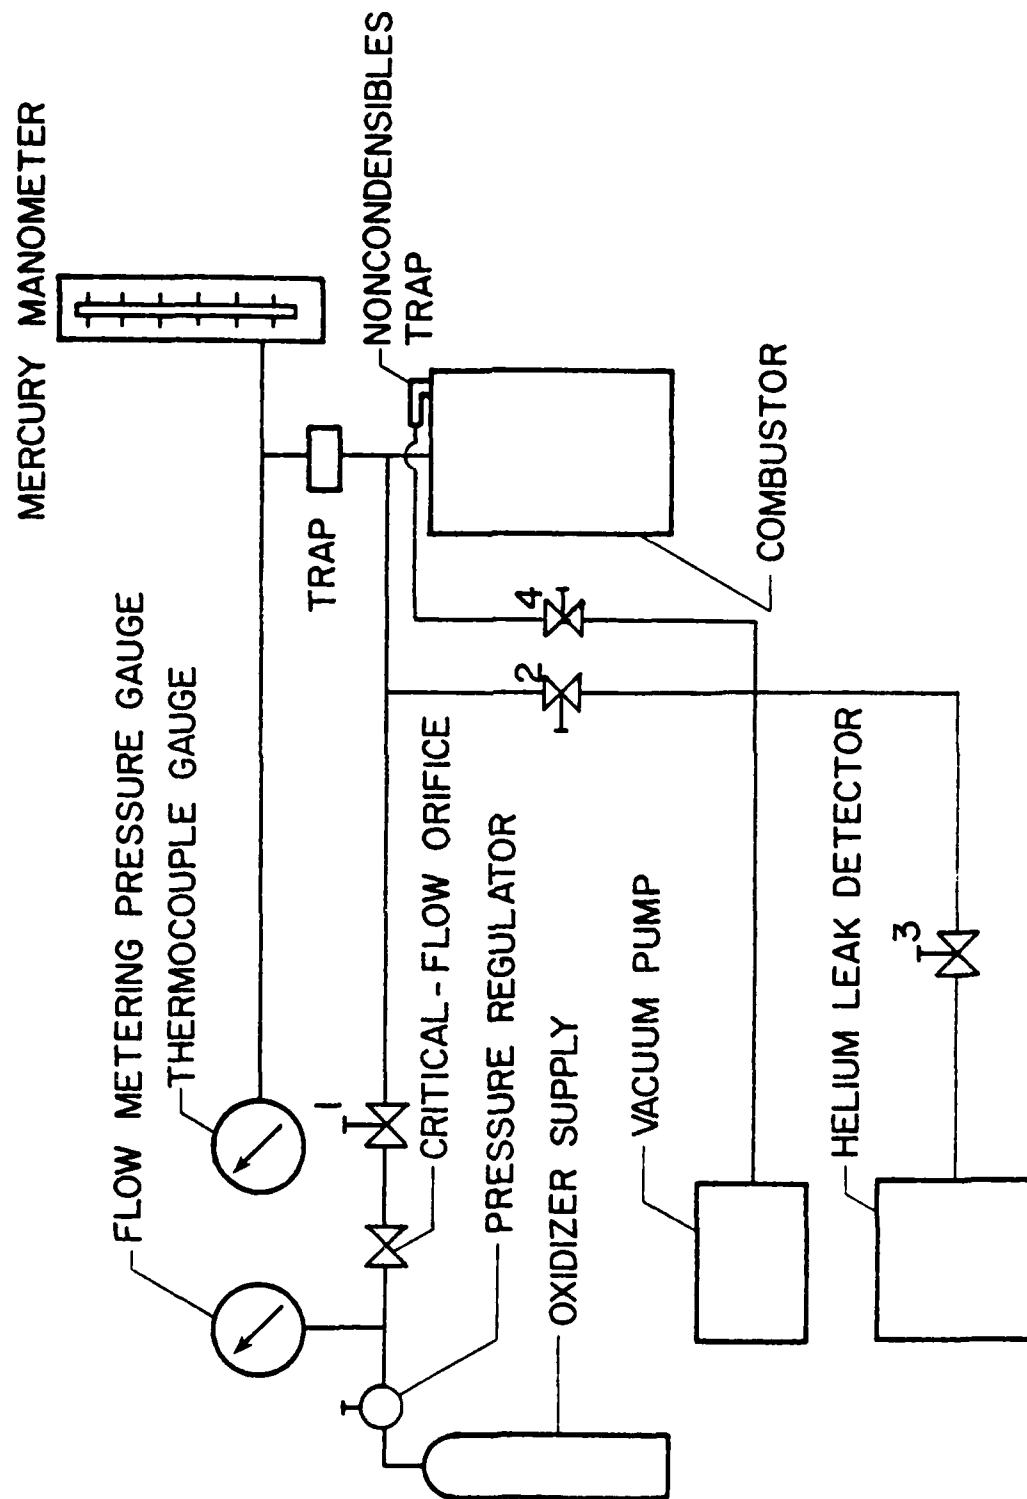 MERCURY MANOMETER
NONCONDENSIBLES
TRAP
TRAP
COMBUSTOR
FLOW METERING PRESSURE GAUGE
THERMOCOUPLE GAUGE
1
CRITICAL-FLOW ORIFICE
PRESSURE REGULATOR
OXIDIZER SUPPLY
4
2
VACUUM PUMP
HELIUM LEAK DETECTOR
3